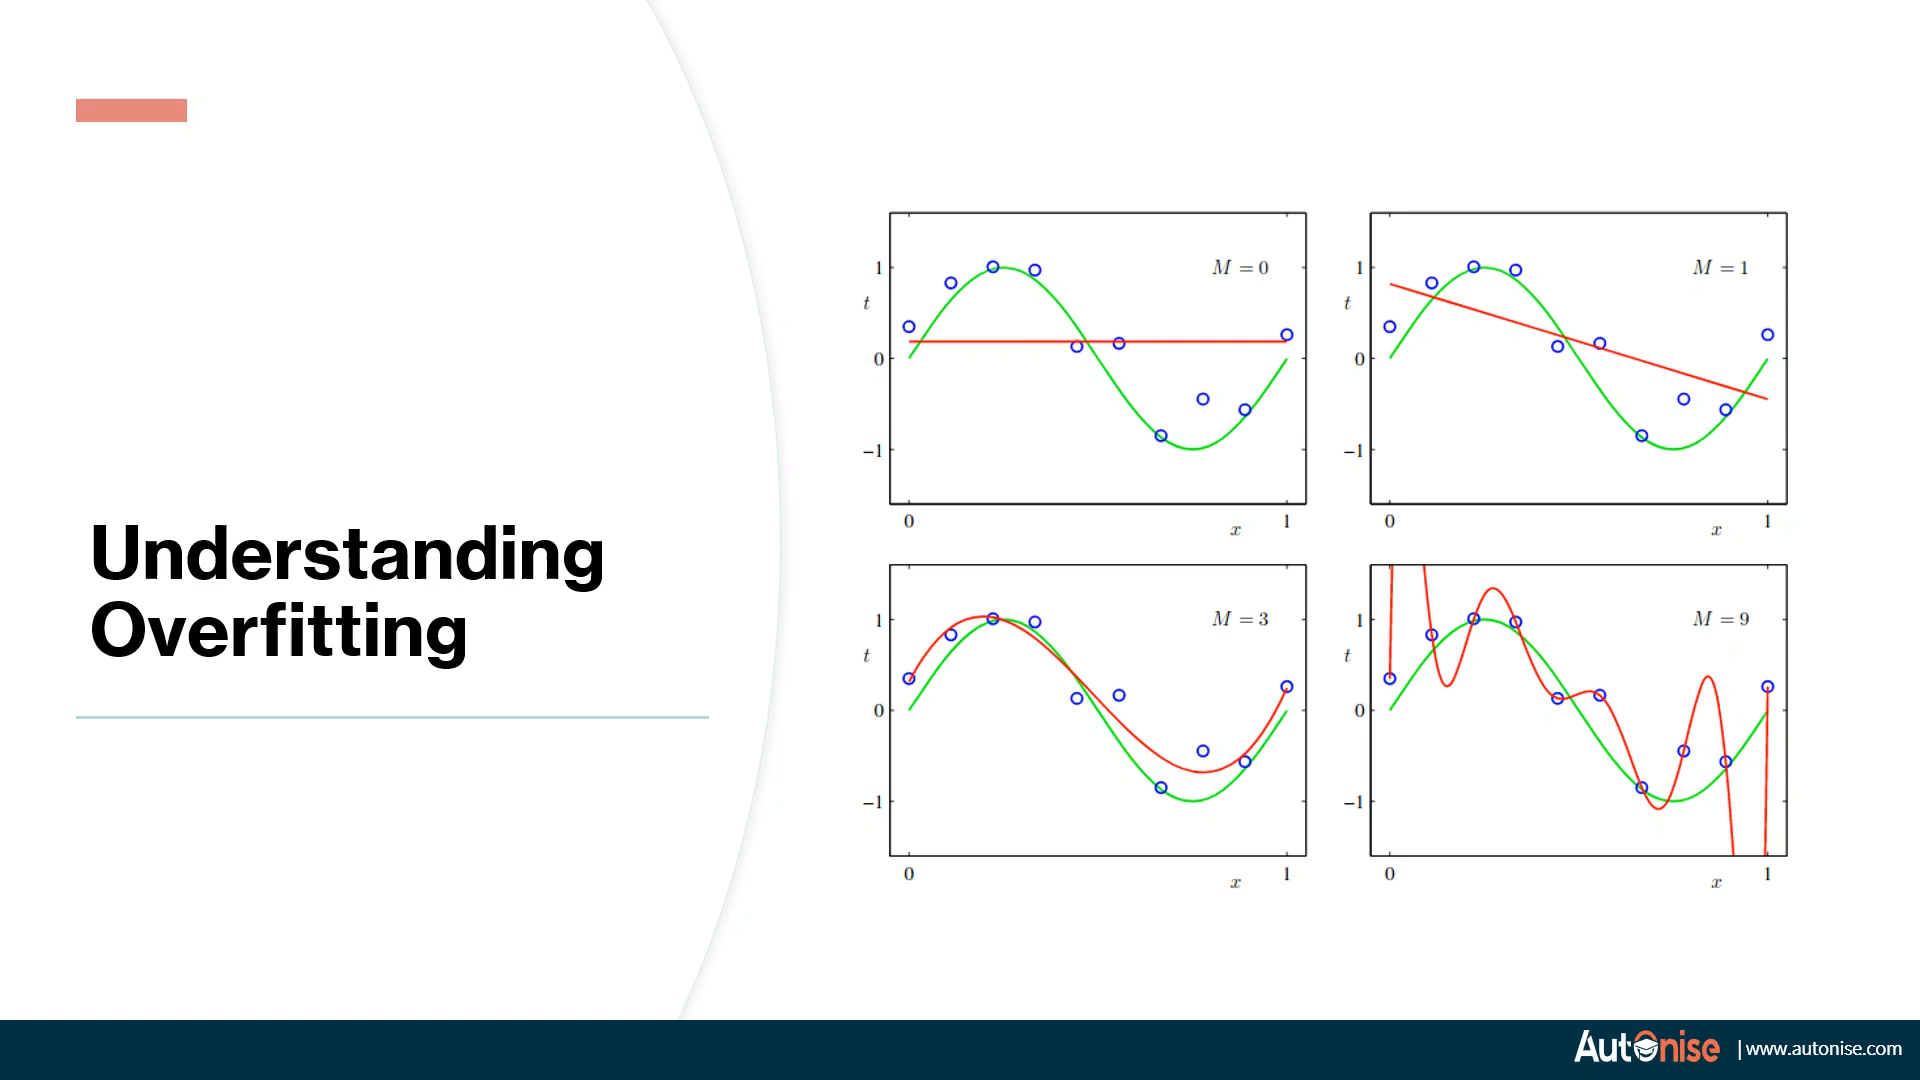 Understanding
Overfitting
M = 0
1
t
0
−1
0
x
1
M = 1
1
t
0
−1
0
x
1
M = 3
1
t
0
−1
0
x
1
M = 9
1
t
0
−1
0
x
1
Autonise | www.autonise.com